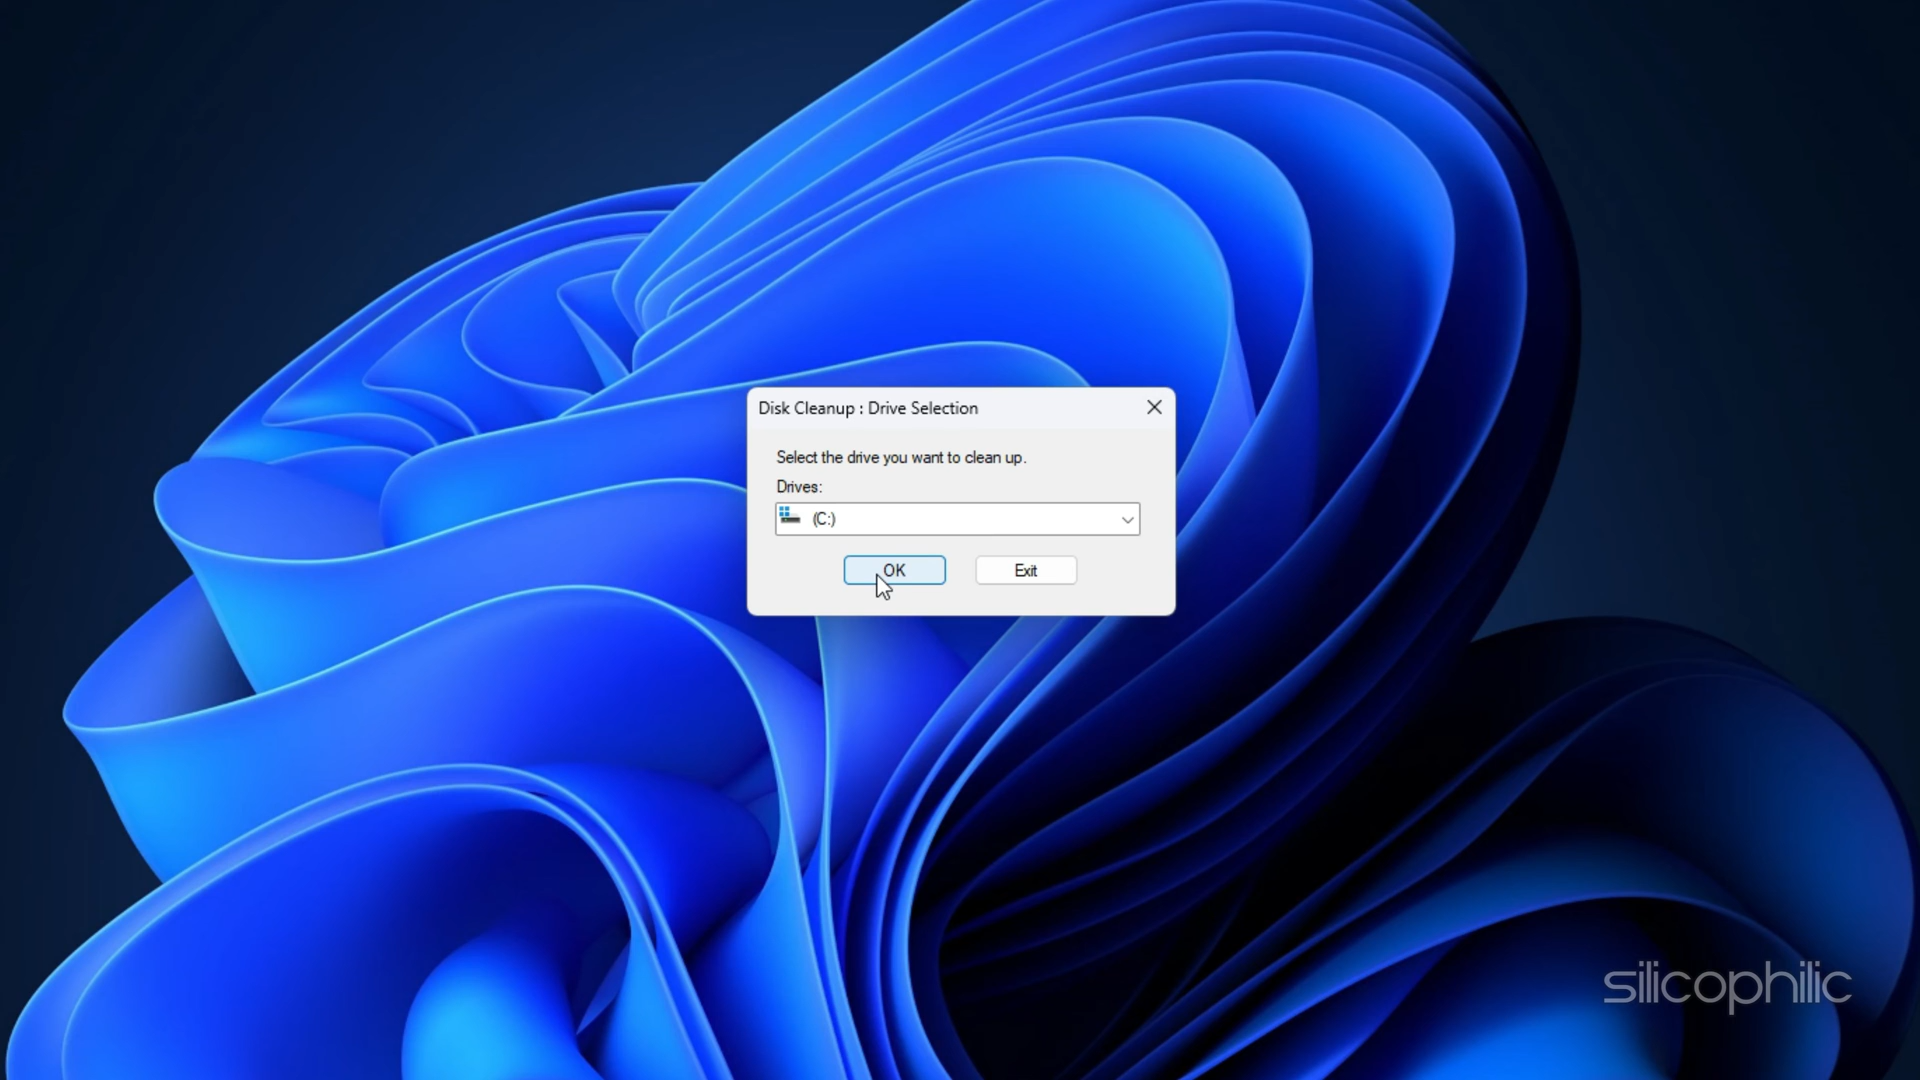 Disk Cleanup : Drive Selection
Select the drive you want to clean up.
Drives:
(C:)
OK
Exit
silicophilic